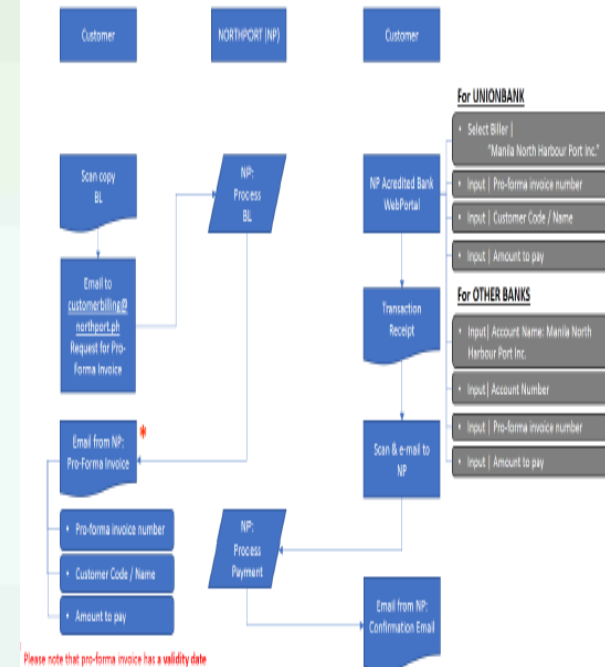 Customer
NORTHPORT (NP)
Customer
Scan copy
BL
Email to
customerbilling@
northport.ph
Request for Pro-
Forma Invoice
NP:
Process
BL
Email from NP:
Pro-Forma Invoice
*
• Pro-forma invoice number
• Customer Code / Name
• Amount to pay
NP Acredited Bank
WebPortal
Transaction
Receipt
Scan & e-mail to
NP
NP:
Process
Payment
Email from NP:
Confirmation Email
For UNIONBANK
• Select Biller |
"Manila North Harbour Port Inc."
• Input | Pro-forma invoice number
• Input | Customer Code / Name
• Input | Amount to pay
For OTHER BANKS
• Input| Account Name: Manila North
Harbour Port Inc.
• Input| Account Number
• Input | Pro-forma invoice number
• Input | Amount to pay
Please note that pro-forma invoice has a validity date